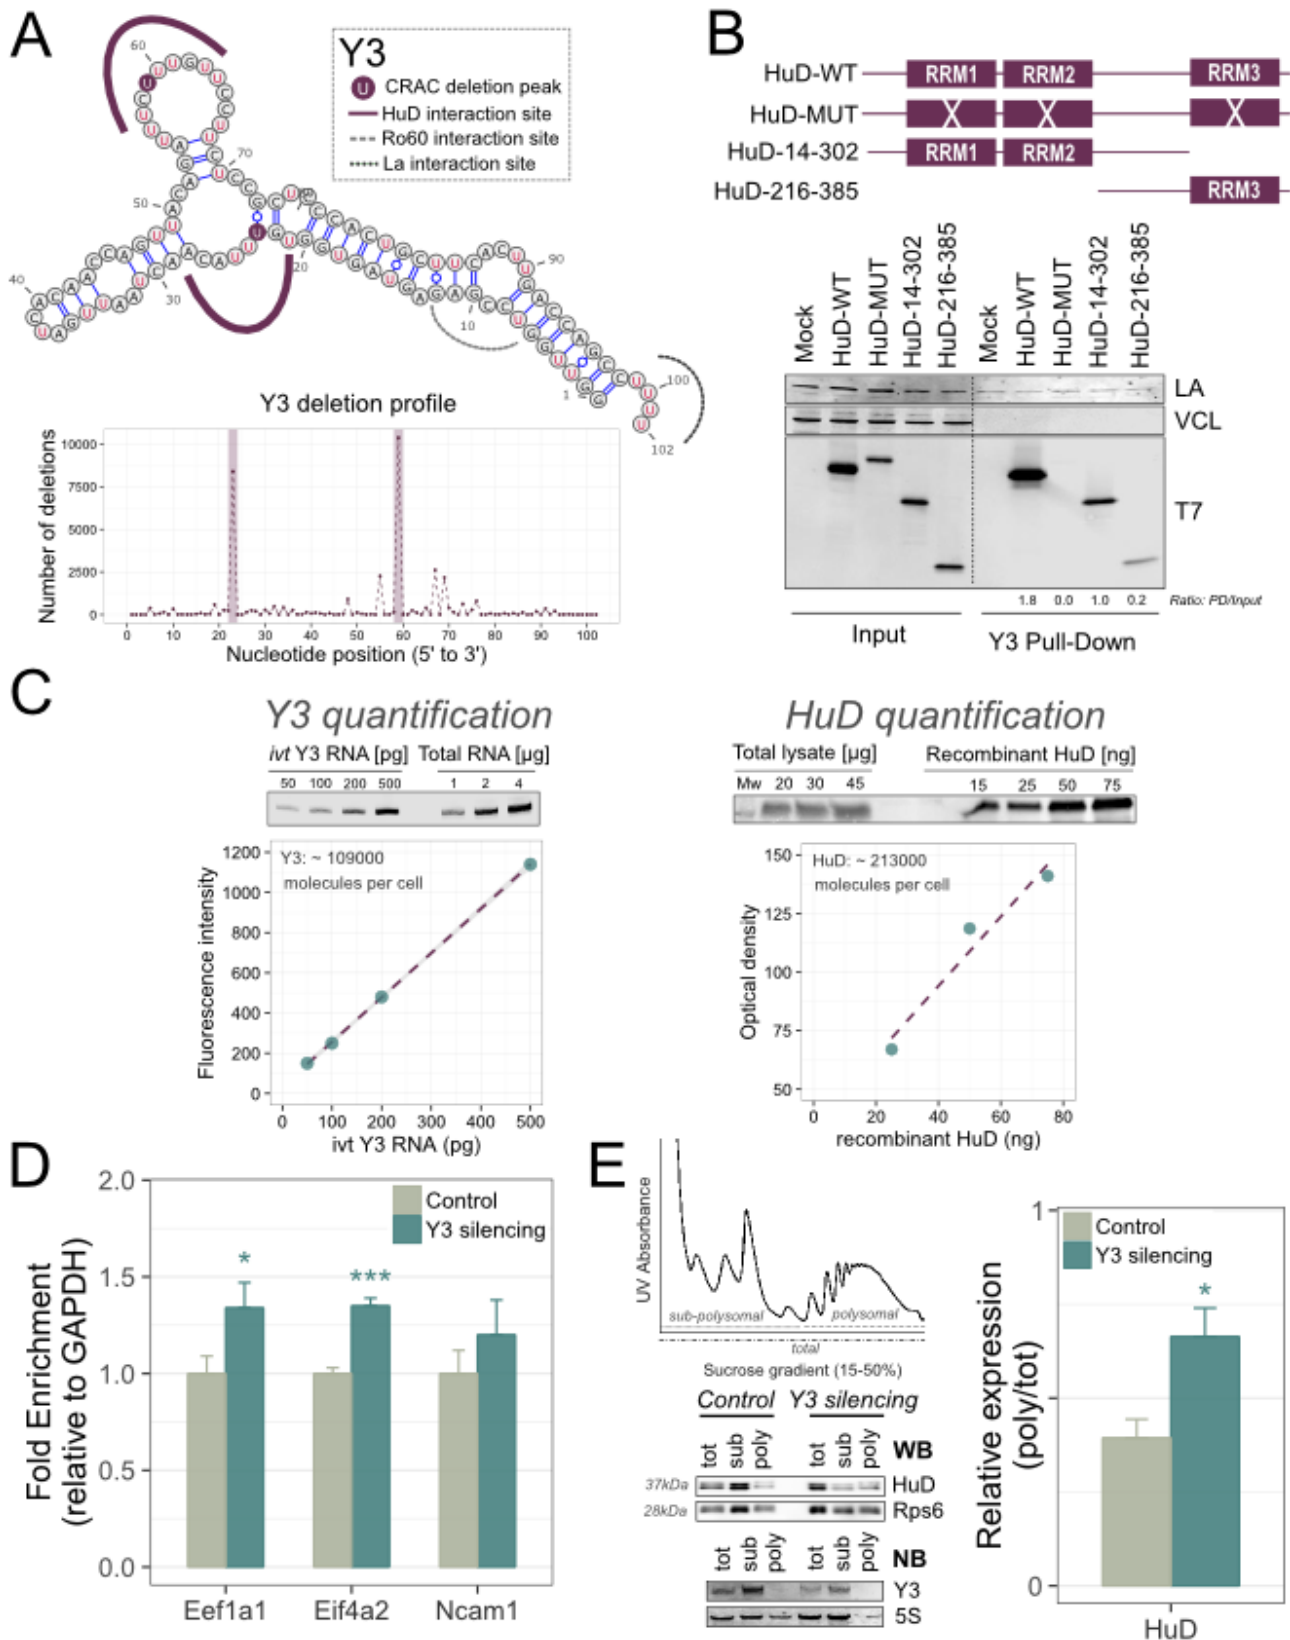 A
Y3
U CRAC deletion peak
HuD interaction site
Ro60 interaction site
La interaction site
60
70
50
40
30
20
10
1
90
100
102
Y3 deletion profile
Number of deletions
10000
7500
5000
2500
0
0 10 20 30 40 50 60 70 80 90 100
Nucleotide position (5' to 3')
B
HuD-WT RRM1 RRM2 RRM3
HuD-MUT X X X
HuD-14-302 RRM1 RRM2
HuD-216-385 RRM3
Mock HuD-WT HuD-MUT HuD-14-302 HuD-216-385 Mock HuD-WT HuD-MUT HuD-14-302 HuD-216-385
LA
VCL
T7
1.8 0.0 1.0 0.2 Ratio: PD/Input
Input Y3 Pull-Down
C
Y3 quantification
ivt Y3 RNA [pg] Total RNA [µg]
50 100 200 500 1 2 4
Fluorescence intensity
1200
1000
800
600
400
200
0
Y3: ~ 109000
molecules per cell
0 100 200 300 400 500
ivt Y3 RNA (pg)
HuD quantification
Total lysate [µg] Recombinant HuD [ng]
Mw 20 30 45 15 25 50 75
Optical density
150
125
100
75
50
HuD: ~ 213000
molecules per cell
0 20 40 60 80
recombinant HuD (ng)
D
Fold Enrichment
(relative to GAPDH)
2.0
1.5
1.0
0.5
0.0
Control
Y3 silencing
* ***
Eef1a1 Eif4a2 Ncam1
E
UV Absorbance
sub-polysomal polysomal
total
Sucrose gradient (15-50%)
Control Y3 silencing
tot sub poly tot sub poly WB
37kDa HuD
28kDa Rps6
tot sub poly tot sub poly NB
Y3
5S
Relative expression
(poly/tot)
1
0
Control
Y3 silencing
*
HuD